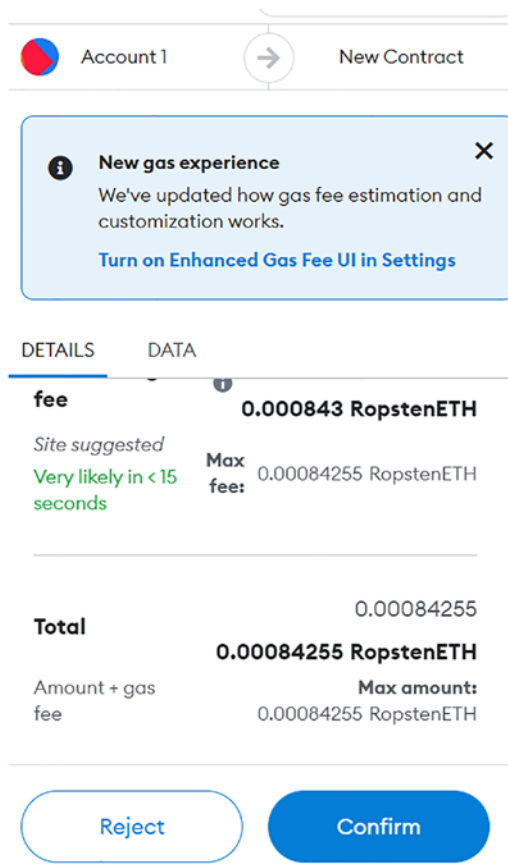 Account 1
New Contract
New gas experience
We've updated how gas fee estimation and
customization works.
Turn on Enhanced Gas Fee UI in Settings
DETAILS
DATA
fee
0.000843 RopstenETH
Site suggested
Very likely in < 15
seconds
Max
fee:
0.00084255 RopstenETH
0.00084255
Total
0.00084255 RopstenETH
Amount + gas
fee
Max amount:
0.00084255 RopstenETH
Reject
Confirm